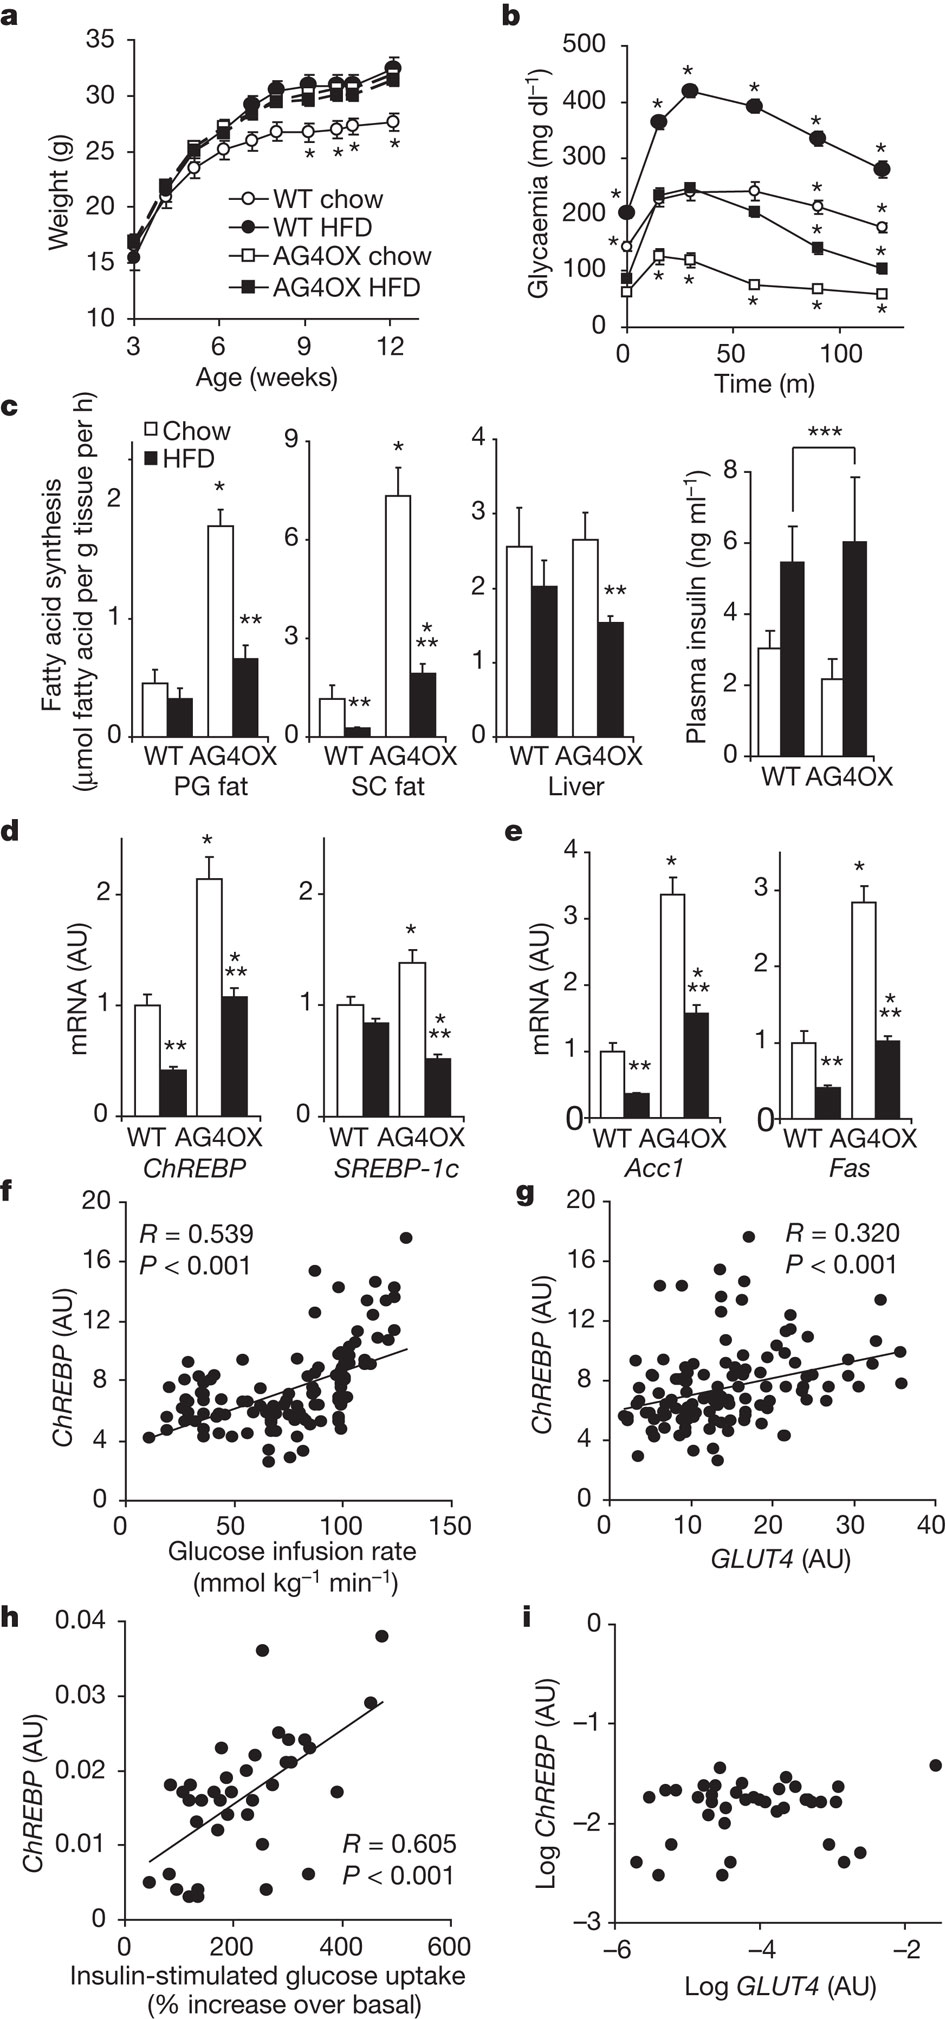 a
35
30
25
20
15
10
Weight (g)
WT chow
WT HFD
AG4OX chow
AG4OX HFD
* * * *
3 6 9 12
Age (weeks)
b
500
400
300
200
100
0
Glycaemia (mg dl–1)
* * * * * *
* * *
* *
* * * * *
0 50 100
Time (m)
c
Fatty acid synthesis
(μmol fatty acid per g tissue per h)
Chow
HFD
2
1
0
*
**
WT AG4OX
PG fat
9
6
3
0
*
**
*
**
WT AG4OX
SC fat
4
3
2
1
0
**
WT AG4OX
Liver
Plasma insuiln (ng ml–1)
8
6
4
2
0
***
WT AG4OX
d
mRNA (AU)
2
1
0
*
**
*
**
WT AG4OX
ChREBP
2
1
0
*
*
**
WT AG4OX
SREBP-1c
e
mRNA (AU)
4
3
2
1
0
*
**
*
**
WT AG4OX
Acc1
3
2
1
0
*
**
*
**
WT AG4OX
Fas
f
20
16
12
8
4
0
ChREBP (AU)
R = 0.539
P < 0.001
0 50 100 150
Glucose infusion rate
(mmol kg–1 min–1)
g
20
16
12
8
4
0
ChREBP (AU)
R = 0.320
P < 0.001
0 10 20 30 40
GLUT4 (AU)
h
0.04
0.03
0.02
0.01
0
ChREBP (AU)
R = 0.605
P < 0.001
0 200 400 600
Insulin-stimulated glucose uptake
(% increase over basal)
i
0
–1
–2
–3
Log ChREBP (AU)
–6 –4 –2
Log GLUT4 (AU)